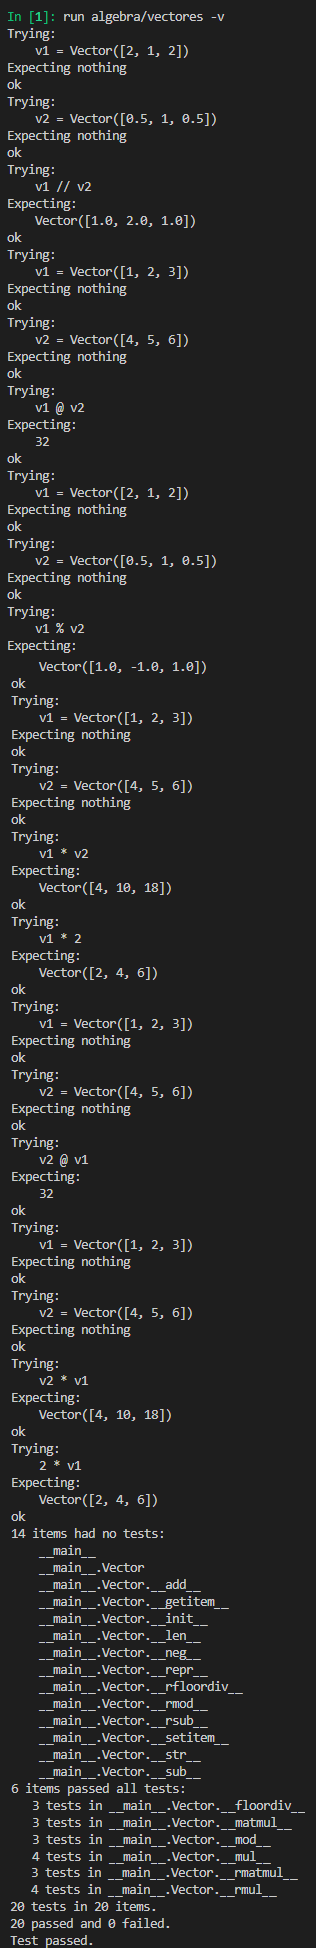 In [1]: run algebra/vectores -v
Trying:
    v1 = Vector([2, 1, 2])
Expecting nothing
ok
Trying:
    v2 = Vector([0.5, 1, 0.5])
Expecting nothing
ok
Trying:
    v1 // v2
Expecting:
    Vector([1.0, 2.0, 1.0])
ok
Trying:
    v1 = Vector([1, 2, 3])
Expecting nothing
ok
Trying:
    v2 = Vector([4, 5, 6])
Expecting nothing
ok
Trying:
    v1 @ v2
Expecting:
    32
ok
Trying:
    v1 = Vector([2, 1, 2])
Expecting nothing
ok
Trying:
    v2 = Vector([0.5, 1, 0.5])
Expecting nothing
ok
Trying:
    v1 % v2
Expecting:
    Vector([1.0, -1.0, 1.0])
ok
Trying:
    v1 = Vector([1, 2, 3])
Expecting nothing
ok
Trying:
    v2 = Vector([4, 5, 6])
Expecting nothing
ok
Trying:
    v1 * v2
Expecting:
    Vector([4, 10, 18])
ok
Trying:
    v1 * 2
Expecting:
    Vector([2, 4, 6])
ok
Trying:
    v1 = Vector([1, 2, 3])
Expecting nothing
ok
Trying:
    v2 = Vector([4, 5, 6])
Expecting nothing
ok
Trying:
    v2 @ v1
Expecting:
    32
ok
Trying:
    v1 = Vector([1, 2, 3])
Expecting nothing
ok
Trying:
    v2 = Vector([4, 5, 6])
Expecting nothing
ok
Trying:
    v2 * v1
Expecting:
    Vector([4, 10, 18])
ok
Trying:
    2 * v1
Expecting:
    Vector([2, 4, 6])
ok
14 items had no tests:
    __main__
    __main__.Vector
    __main__.Vector.__add__
    __main__.Vector.__getitem__
    __main__.Vector.__init__
    __main__.Vector.__len__
    __main__.Vector.__neg__
    __main__.Vector.__repr__
    __main__.Vector.__rfloordiv__
    __main__.Vector.__rmod__
    __main__.Vector.__rsub__
    __main__.Vector.__setitem__
    __main__.Vector.__str__
    __main__.Vector.__sub__
6 items passed all tests:
   3 tests in __main__.Vector.__floordiv__
   3 tests in __main__.Vector.__matmul__
   3 tests in __main__.Vector.__mod__
   4 tests in __main__.Vector.__mul__
   3 tests in __main__.Vector.__rmatmul__
   4 tests in __main__.Vector.__rmul__
20 tests in 20 items.
20 passed and 0 failed.
Test passed.